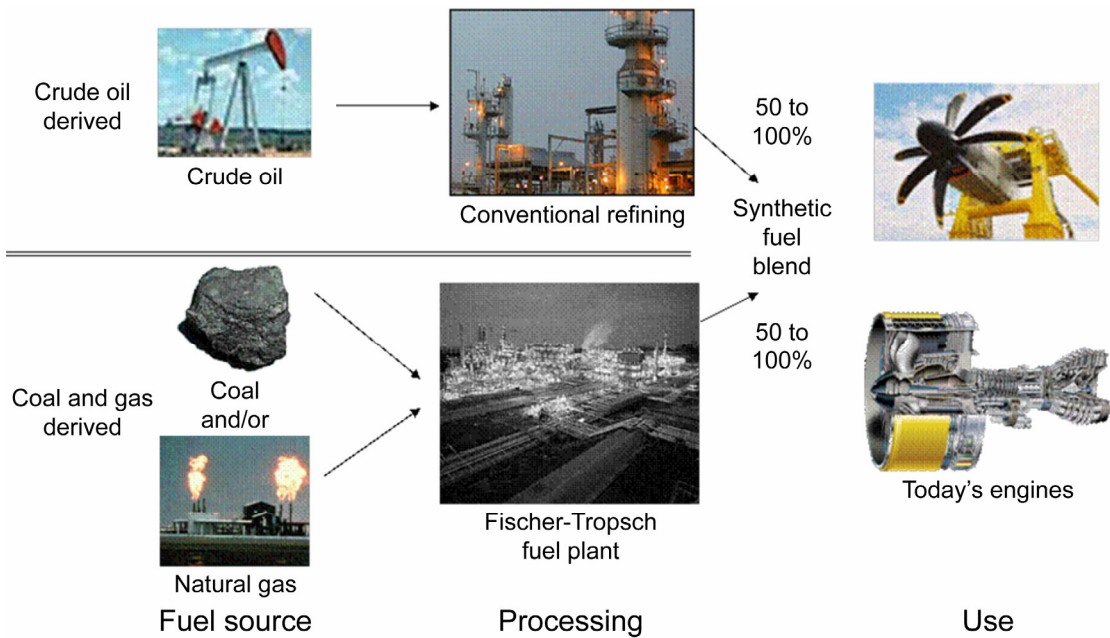 Crude oil
derived
Crude oil
Conventional refining
50 to
100%
Synthetic
fuel
blend
50 to
100%
Coal and gas
derived
Coal
and/or
Natural gas
Fischer-Tropsch
fuel plant
Today's engines
Fuel source
Processing
Use